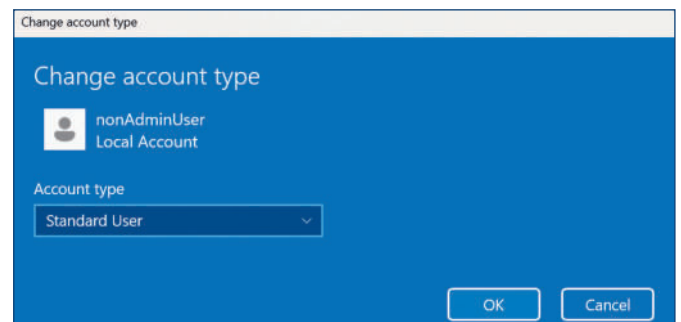 Change account type
Change account type
nonAdminUser
Local Account
Account type
Standard User
OK Cancel